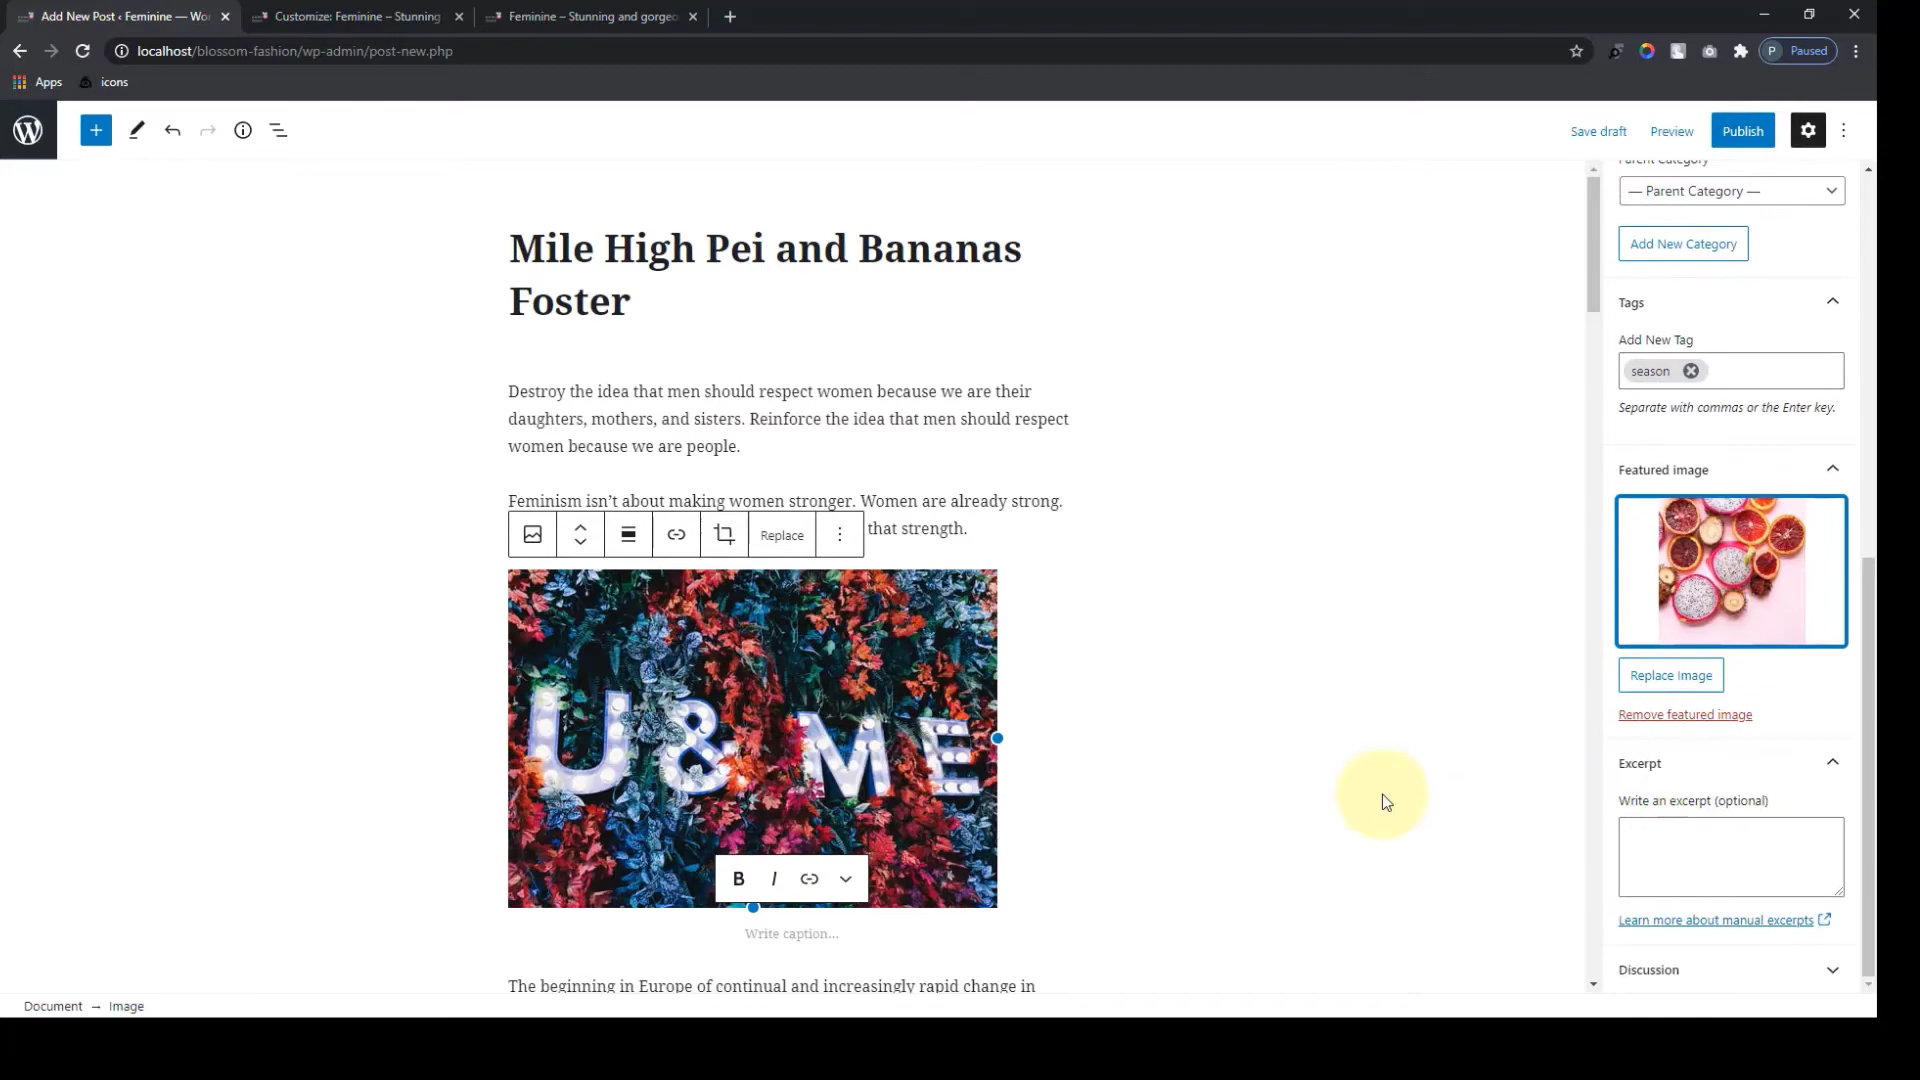 Add New Post ‹ Feminine — Wo
Customize: Feminine – Stunning
Feminine – Stunning and gorge
localhost/blossom-fashion/wp-admin/post-new.php
P Paused
Apps
icons
Save draft
Preview
Publish
Parent Category
— Parent Category —
Add New Category
Mile High Pei and Bananas
Foster
Tags
Add New Tag
season
Separate with commas or the Enter key.
Destroy the idea that men should respect women because we are their
daughters, mothers, and sisters. Reinforce the idea that men should respect
women because we are people.
Featured image
Feminism isn’t about making women stronger. Women are already strong.
that strength.
Replace
U & ME
B I
Write caption...
Replace Image
Remove featured image
Excerpt
Write an excerpt (optional)
Learn more about manual excerpts
Discussion
The beginning in Europe of continual and increasingly rapid change in
Document → Image